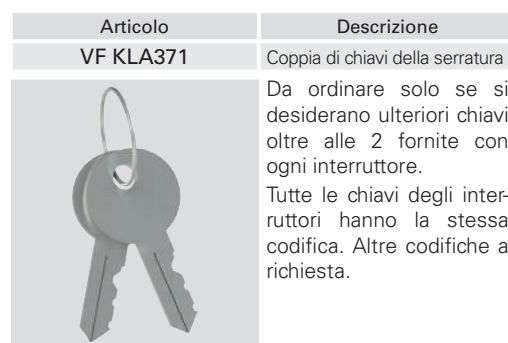 Articolo Descrizione
VF KLA371 Coppia di chiavi della serratura
Da ordinare solo se si
desiderano ulteriori chiavi
oltre alle 2 fornite con
ogni interruttore.
Tutte le chiavi degli inter-
ruttori hanno la stessa
codifica. Altre codifiche a
richiesta.